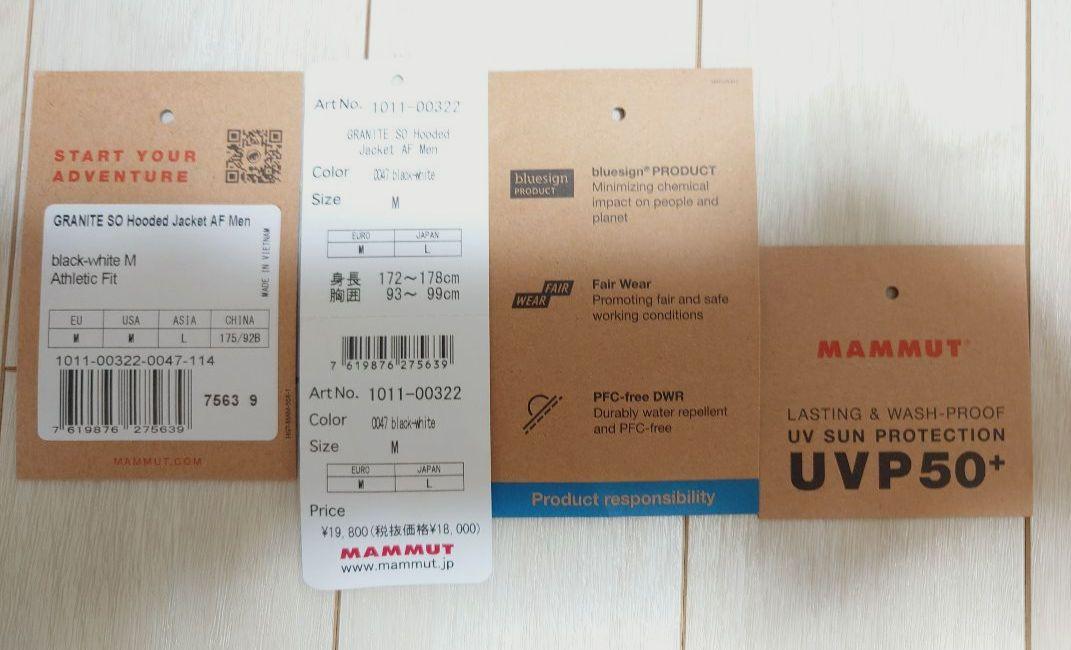 START YOUR
ADVENTURE
GRANITE SO Hooded Jacket AF Men
black-white M
Athletic Fit
MADE IN VIETNAM
EU USA ASIA CHINA
M M L 175/92B
1011-00322-0047-114
7563 9
7 619876 275639
MAMMUT.COM
Art No. 1011-00322
GRANITE SO Hooded
Jacket AF Men
Color 0047 black-white
Size M
EURO JAPAN
M L
身長 172～178cm
胸囲 93～ 99cm
7 619876 275639
Art No. 1011-00322
Color 0047 black-white
Size M
EURO JAPAN
M L
Price
¥19,800(税抜価格¥18,000)
MAMMUT
www.mammut.jp
bluesign
PRODUCT
bluesign® PRODUCT
Minimizing chemical
impact on people and
planet
FAIR
WEAR
Fair Wear
Promoting fair and safe
working conditions
PFC-free DWR
Durably water repellent
and PFC-free
Product responsibility
MAMMUT®
LASTING & WASH-PROOF
UV SUN PROTECTION
UVP50+